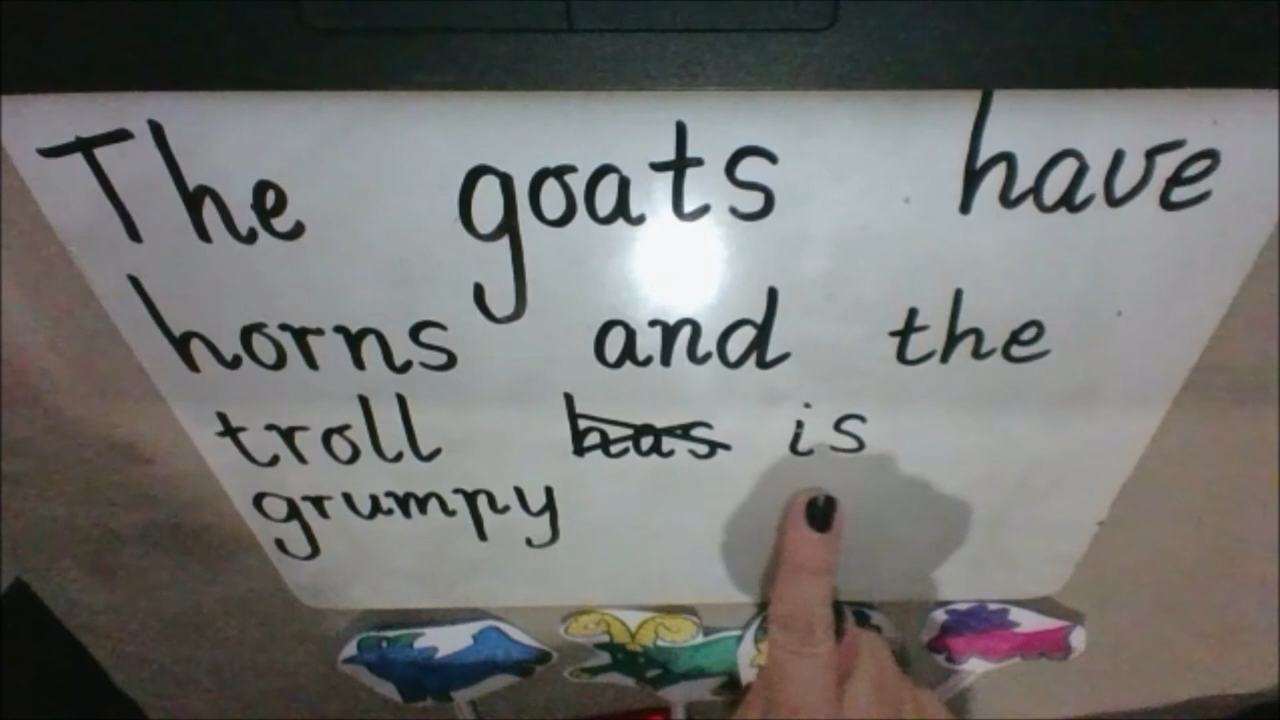 The goats have
horns and the
troll has is
grumpy